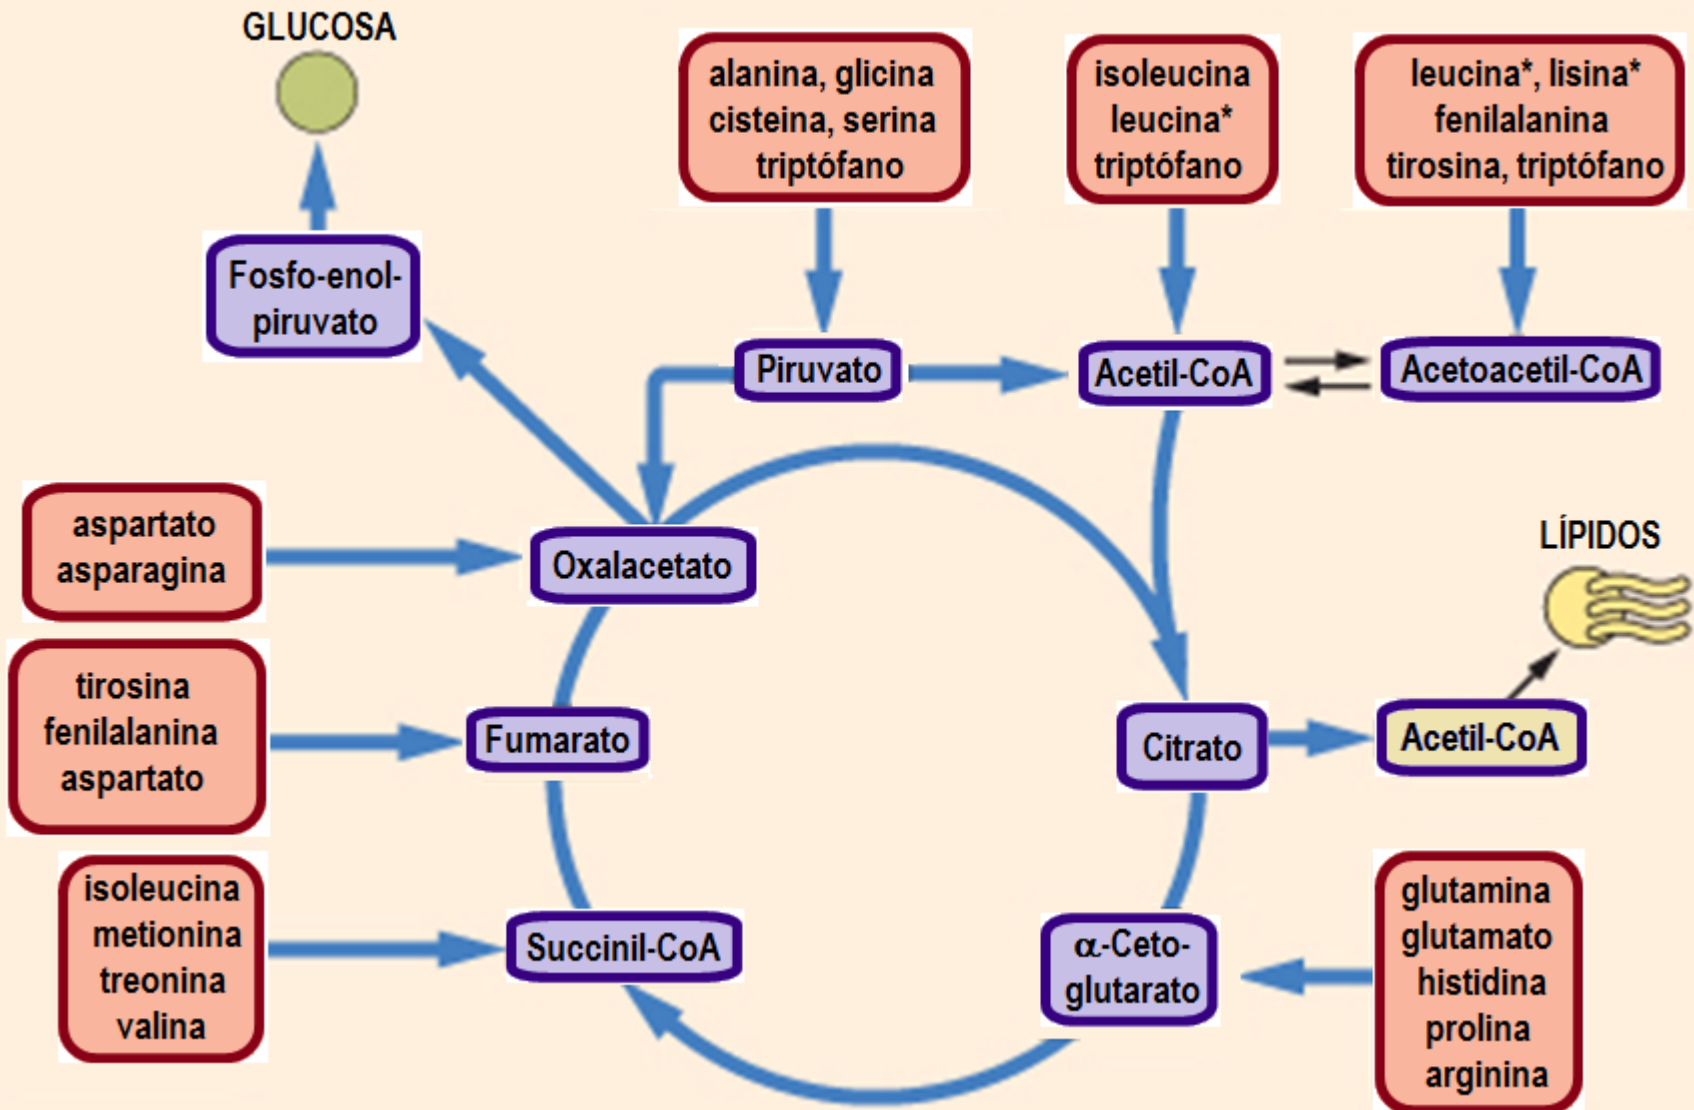 GLUCOSA
alanina, glicina
cisteina, serina
triptófano
isoleucina
leucina*
triptófano
leucina*, lisina*
fenilalanina
tirosina, triptófano
Fosfo-enol-
piruvato
Piruvato
Acetil-CoA
Acetoacetil-CoA
aspartato
asparagina
Oxalacetato
LÍPIDOS
tirosina
fenilalanina
aspartato
Fumarato
Citrato
Acetil-CoA
isoleucina
metionina
treonina
valina
Succinil-CoA
α-Ceto-
glutarato
glutamina
glutamato
histidina
prolina
arginina